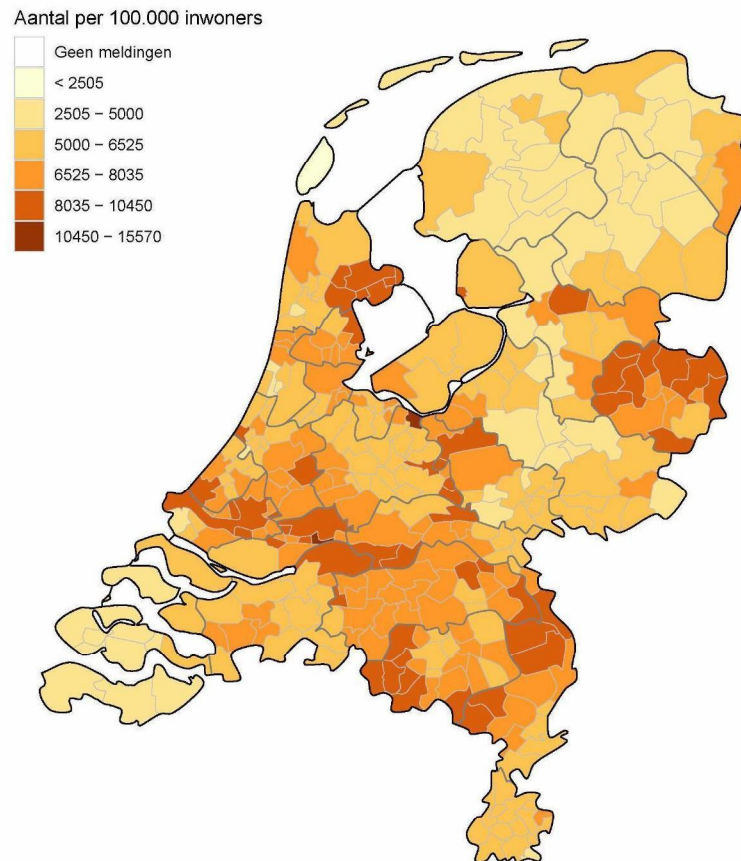 Aantal per 100.000 inwoners
Geen meldingen
< 2505
2505 − 5000
5000 − 6525
6525 − 8035
8035 − 10450
10450 − 15570